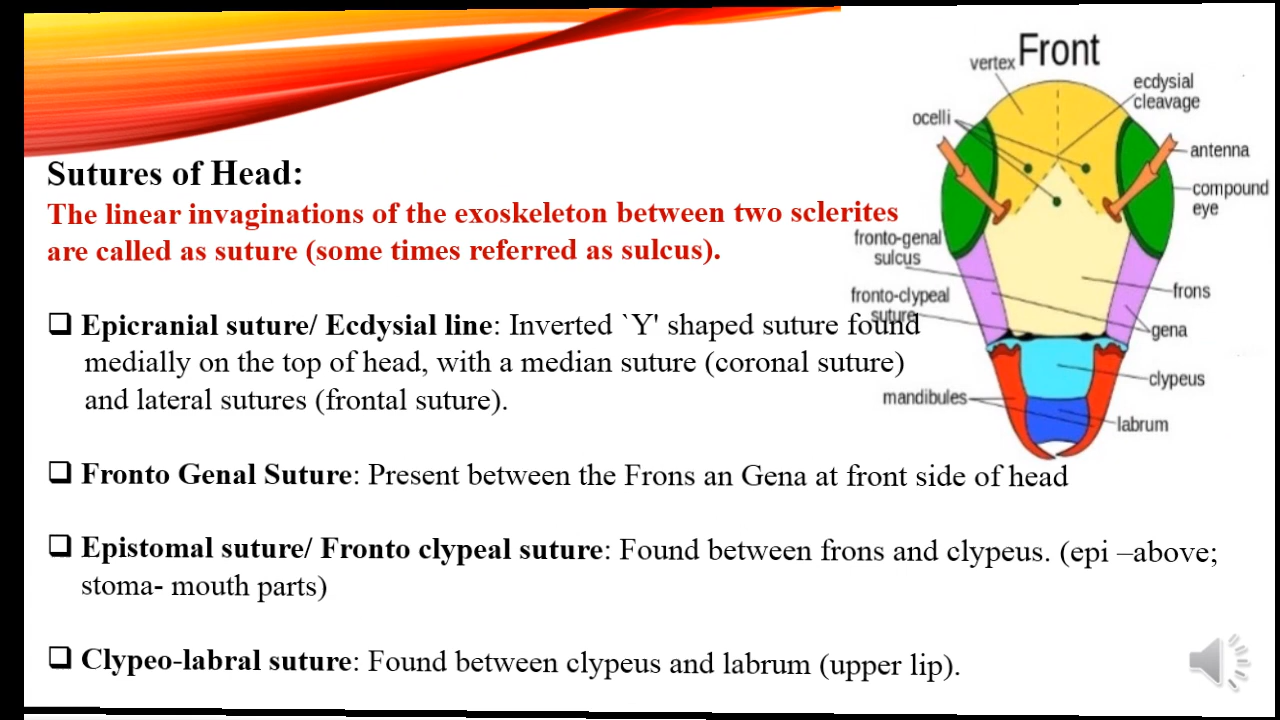 Front
vertex
ecdysial
cleavage
ocelli
antenna
compound
eye
Sutures of Head:
The linear invaginations of the exoskeleton between two sclerites
are called as suture (some times referred as sulcus).
fronto-genal
sulcus
fronto-clypeal
suture
frons
gena
clypeus
mandibules
labrum
❑ Epicranial suture/ Ecdysial line: Inverted `Y' shaped suture found
medially on the top of head, with a median suture (coronal suture)
and lateral sutures (frontal suture).
❑ Fronto Genal Suture: Present between the Frons an Gena at front side of head
❑ Epistomal suture/ Fronto clypeal suture: Found between frons and clypeus. (epi –above;
stoma- mouth parts)
❑ Clypeo-labral suture: Found between clypeus and labrum (upper lip).